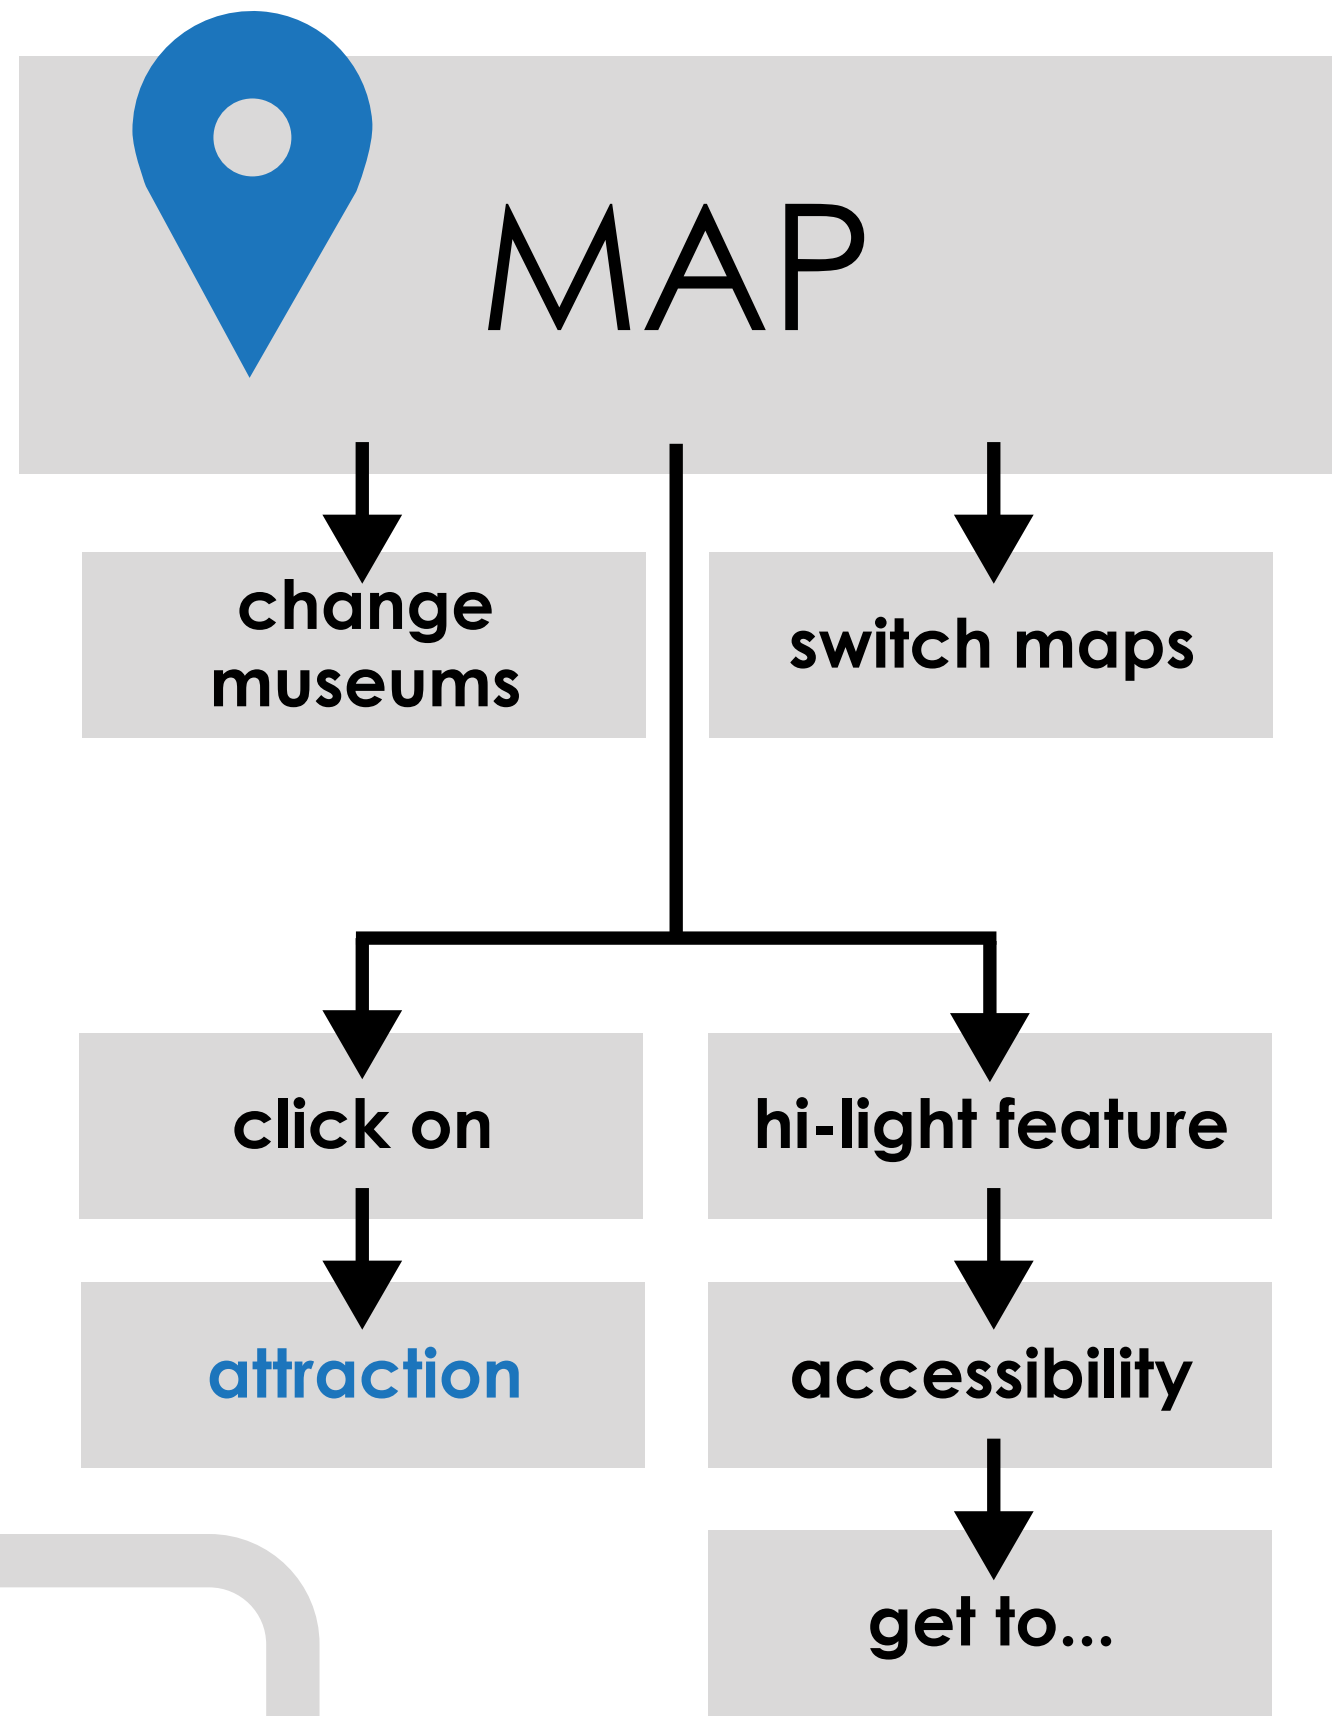 MAP
change
museums
switch maps
click on
hi-light feature
attraction
accessibility
get to...